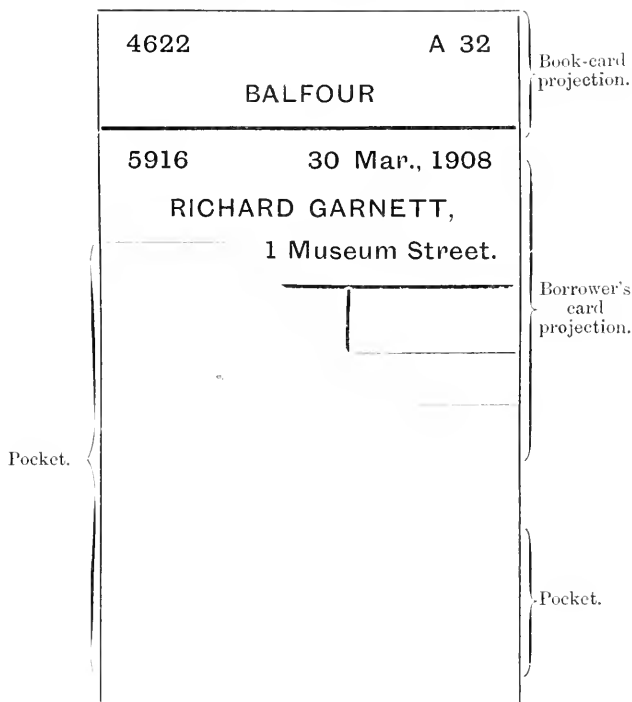 4622 A 32
Book-card
projection.
BALFOUR
5916 30 Mar., 1908
RICHARD GARNETT,
1 Museum Street.
Borrower's
card
projection.
Pocket.
Pocket.